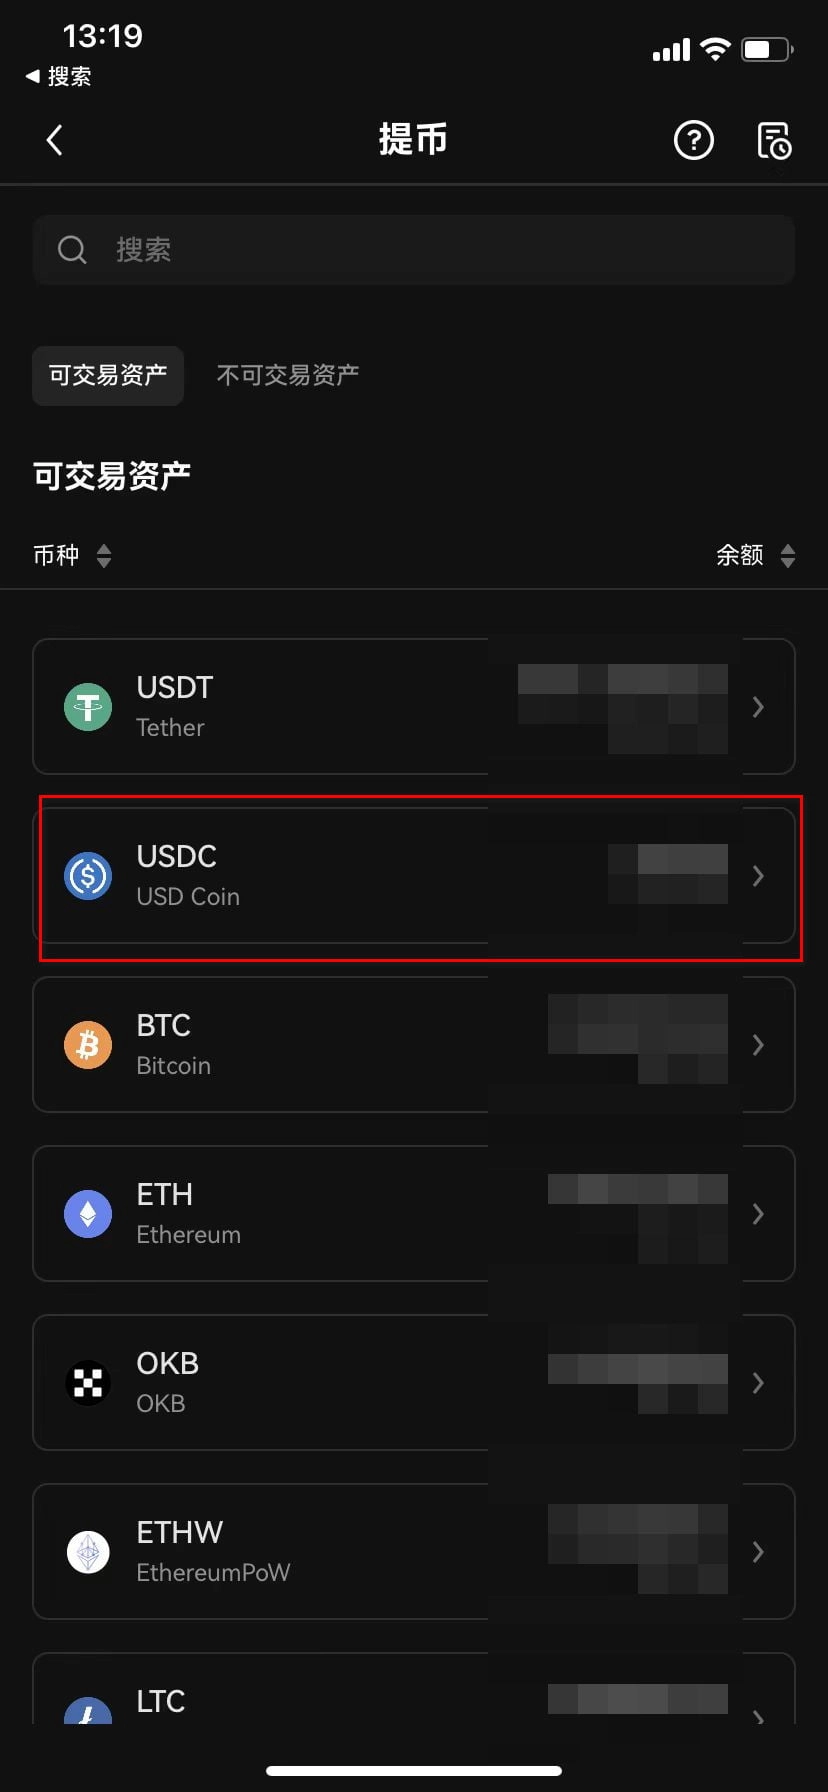 13:19
搜索
提币
搜索
可交易资产 不可交易资产
可交易资产
币种 余额
USDT
Tether
USDC
USD Coin
BTC
Bitcoin
ETH
Ethereum
OKB
OKB
ETHW
EthereumPoW
LTC